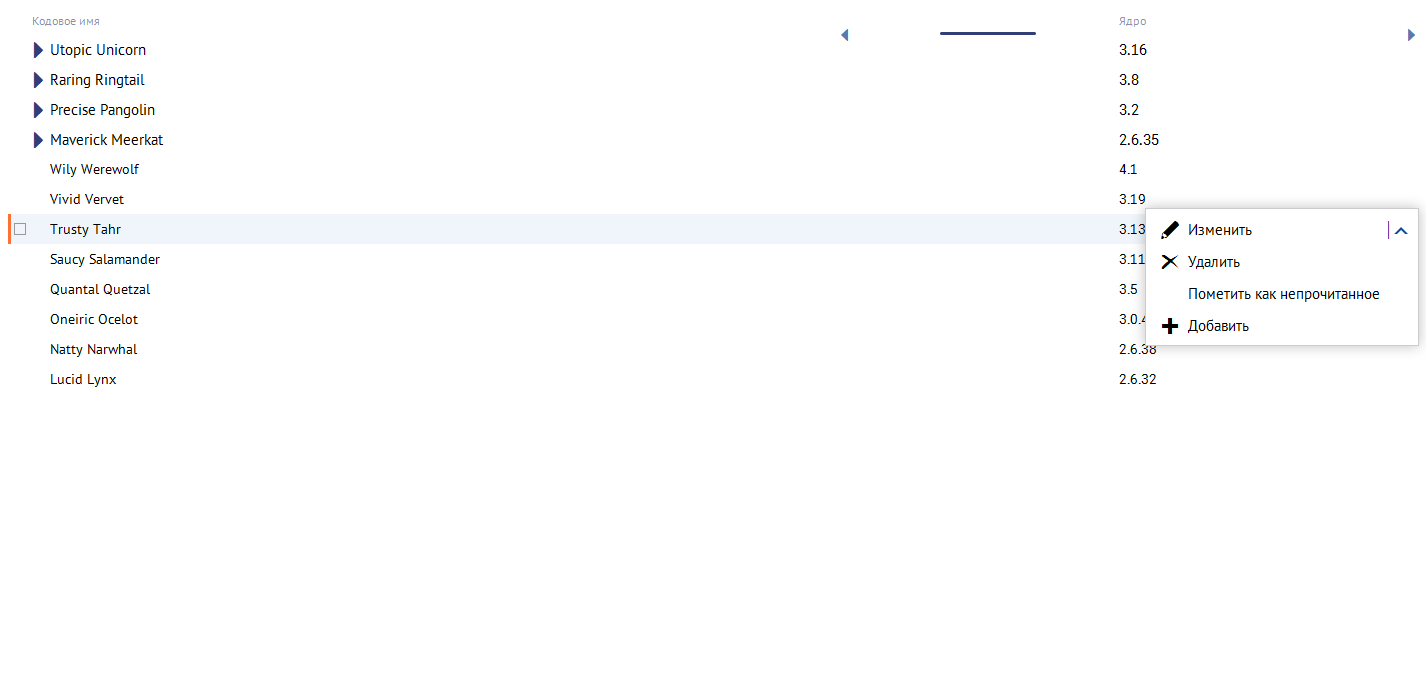 Кодовое имя Ядро
Utopic Unicorn 3.16
Raring Ringtail 3.8
Precise Pangolin 3.2
Maverick Meerkat 2.6.35
Wily Werewolf 4.1
Vivid Vervet 3.19
Trusty Tahr 3.13 Изменить
Saucy Salamander 3.11 Удалить
Quantal Quetzal 3.5 Пометить как непрочитанное
Oneiric Ocelot 3.0. Добавить
Natty Narwhal 2.6.38
Lucid Lynx 2.6.32